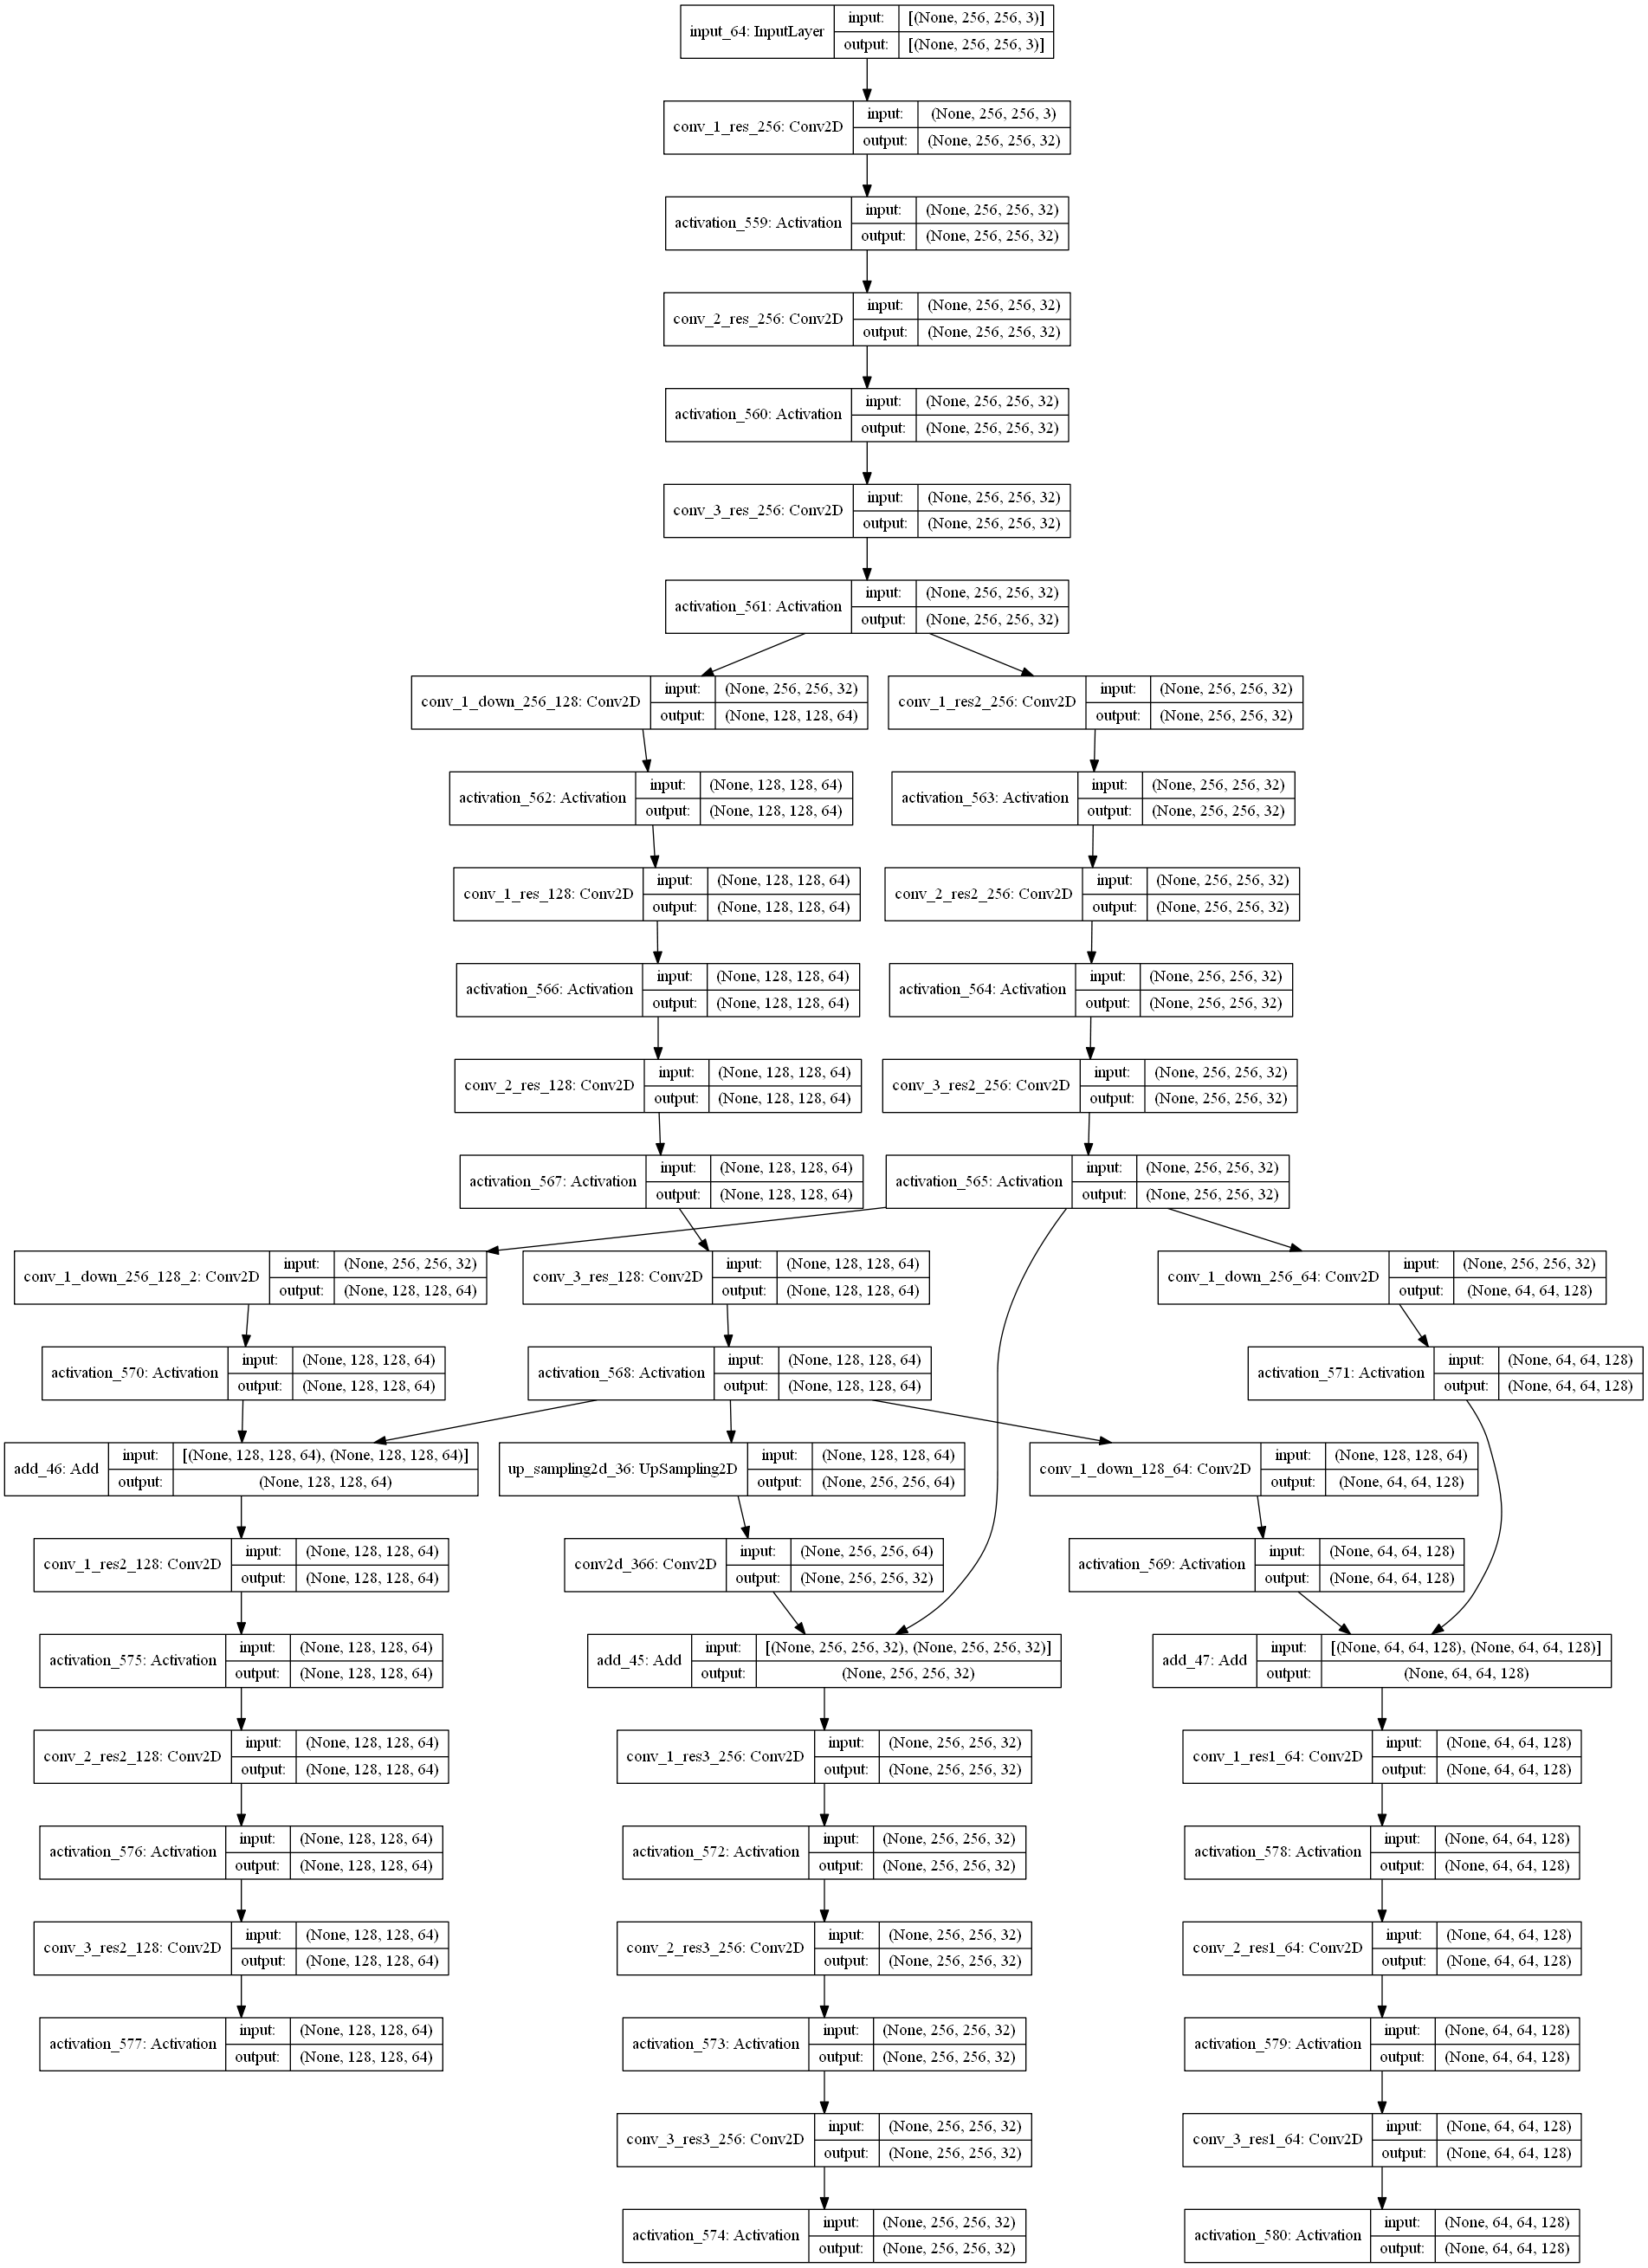 input_64: InputLayer
input:
[(None, 256, 256, 3)]
output:
[(None, 256, 256, 3)]
conv_1_res_256: Conv2D
input:
(None, 256, 256, 3)
output:
(None, 256, 256, 32)
activation_559: Activation
input:
(None, 256, 256, 32)
output:
(None, 256, 256, 32)
conv_2_res_256: Conv2D
input:
(None, 256, 256, 32)
output:
(None, 256, 256, 32)
activation_560: Activation
input:
(None, 256, 256, 32)
output:
(None, 256, 256, 32)
conv_3_res_256: Conv2D
input:
(None, 256, 256, 32)
output:
(None, 256, 256, 32)
activation_561: Activation
input:
(None, 256, 256, 32)
output:
(None, 256, 256, 32)
conv_1_down_256_128: Conv2D
input:
(None, 256, 256, 32)
output:
(None, 128, 128, 64)
conv_1_res2_256: Conv2D
input:
(None, 256, 256, 32)
output:
(None, 256, 256, 32)
activation_562: Activation
input:
(None, 128, 128, 64)
output:
(None, 128, 128, 64)
activation_563: Activation
input:
(None, 256, 256, 32)
output:
(None, 256, 256, 32)
conv_1_res_128: Conv2D
input:
(None, 128, 128, 64)
output:
(None, 128, 128, 64)
conv_2_res2_256: Conv2D
input:
(None, 256, 256, 32)
output:
(None, 256, 256, 32)
activation_566: Activation
input:
(None, 128, 128, 64)
output:
(None, 128, 128, 64)
activation_564: Activation
input:
(None, 256, 256, 32)
output:
(None, 256, 256, 32)
conv_2_res_128: Conv2D
input:
(None, 128, 128, 64)
output:
(None, 128, 128, 64)
conv_3_res2_256: Conv2D
input:
(None, 256, 256, 32)
output:
(None, 256, 256, 32)
activation_567: Activation
input:
(None, 128, 128, 64)
output:
(None, 128, 128, 64)
activation_565: Activation
input:
(None, 256, 256, 32)
output:
(None, 256, 256, 32)
conv_1_down_256_128_2: Conv2D
input:
(None, 256, 256, 32)
output:
(None, 128, 128, 64)
conv_3_res_128: Conv2D
input:
(None, 128, 128, 64)
output:
(None, 128, 128, 64)
conv_1_down_256_64: Conv2D
input:
(None, 256, 256, 32)
output:
(None, 64, 64, 128)
activation_570: Activation
input:
(None, 128, 128, 64)
output:
(None, 128, 128, 64)
activation_568: Activation
input:
(None, 128, 128, 64)
output:
(None, 128, 128, 64)
activation_571: Activation
input:
(None, 64, 64, 128)
output:
(None, 64, 64, 128)
add_46: Add
input:
[(None, 128, 128, 64), (None, 128, 128, 64)]
output:
(None, 128, 128, 64)
up_sampling2d_36: UpSampling2D
input:
(None, 128, 128, 64)
output:
(None, 256, 256, 64)
conv_1_down_128_64: Conv2D
input:
(None, 128, 128, 64)
output:
(None, 64, 64, 128)
conv_1_res2_128: Conv2D
input:
(None, 128, 128, 64)
output:
(None, 128, 128, 64)
conv2d_366: Conv2D
input:
(None, 256, 256, 64)
output:
(None, 256, 256, 32)
activation_569: Activation
input:
(None, 64, 64, 128)
output:
(None, 64, 64, 128)
activation_575: Activation
input:
(None, 128, 128, 64)
output:
(None, 128, 128, 64)
add_45: Add
input:
[(None, 256, 256, 32), (None, 256, 256, 32)]
output:
(None, 256, 256, 32)
add_47: Add
input:
[(None, 64, 64, 128), (None, 64, 64, 128)]
output:
(None, 64, 64, 128)
conv_2_res2_128: Conv2D
input:
(None, 128, 128, 64)
output:
(None, 128, 128, 64)
conv_1_res3_256: Conv2D
input:
(None, 256, 256, 32)
output:
(None, 256, 256, 32)
conv_1_res1_64: Conv2D
input:
(None, 64, 64, 128)
output:
(None, 64, 64, 128)
activation_576: Activation
input:
(None, 128, 128, 64)
output:
(None, 128, 128, 64)
activation_572: Activation
input:
(None, 256, 256, 32)
output:
(None, 256, 256, 32)
activation_578: Activation
input:
(None, 64, 64, 128)
output:
(None, 64, 64, 128)
conv_3_res2_128: Conv2D
input:
(None, 128, 128, 64)
output:
(None, 128, 128, 64)
conv_2_res3_256: Conv2D
input:
(None, 256, 256, 32)
output:
(None, 256, 256, 32)
conv_2_res1_64: Conv2D
input:
(None, 64, 64, 128)
output:
(None, 64, 64, 128)
activation_577: Activation
input:
(None, 128, 128, 64)
output:
(None, 128, 128, 64)
activation_573: Activation
input:
(None, 256, 256, 32)
output:
(None, 256, 256, 32)
activation_579: Activation
input:
(None, 64, 64, 128)
output:
(None, 64, 64, 128)
conv_3_res3_256: Conv2D
input:
(None, 256, 256, 32)
output:
(None, 256, 256, 32)
conv_3_res1_64: Conv2D
input:
(None, 64, 64, 128)
output:
(None, 64, 64, 128)
activation_574: Activation
input:
(None, 256, 256, 32)
output:
(None, 256, 256, 32)
activation_580: Activation
input:
(None, 64, 64, 128)
output:
(None, 64, 64, 128)